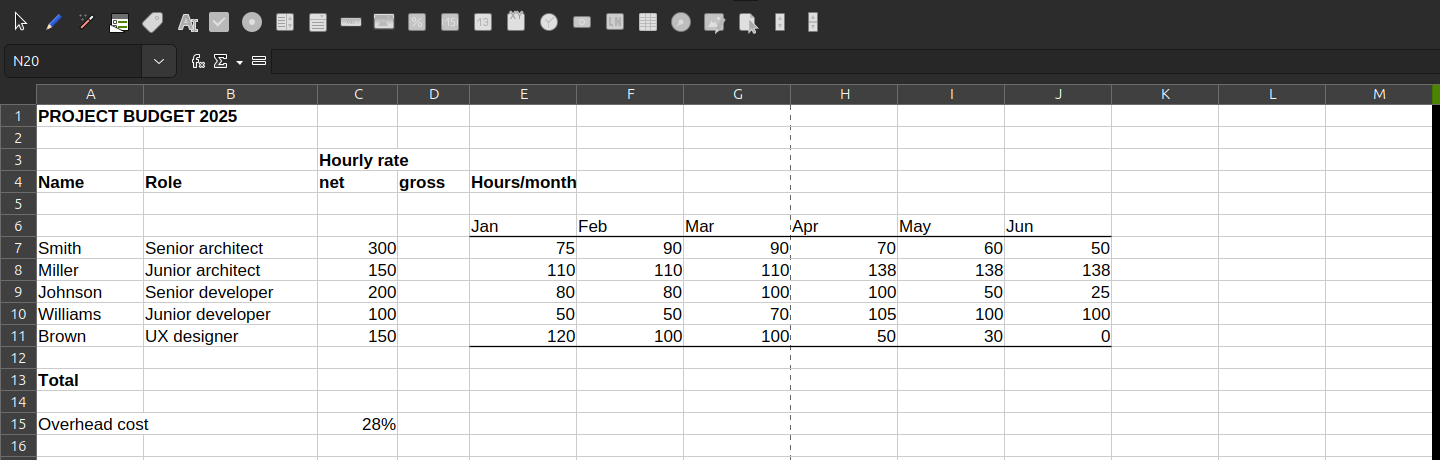 N20
A B C D E F G H I J K L M
1 PROJECT BUDGET 2025
2
3 Hourly rate
4 Name Role net gross Hours/month
5
6 Jan Feb Mar Apr May Jun
7 Smith Senior architect 300 75 90 90 70 60 50
8 Miller Junior architect 150 110 110 110 138 138 138
9 Johnson Senior developer 200 80 80 100 100 50 25
10 Williams Junior developer 100 50 50 70 105 100 100
11 Brown UX designer 150 120 100 100 50 30 0
12
13 Total
14
15 Overhead cost 28%
16